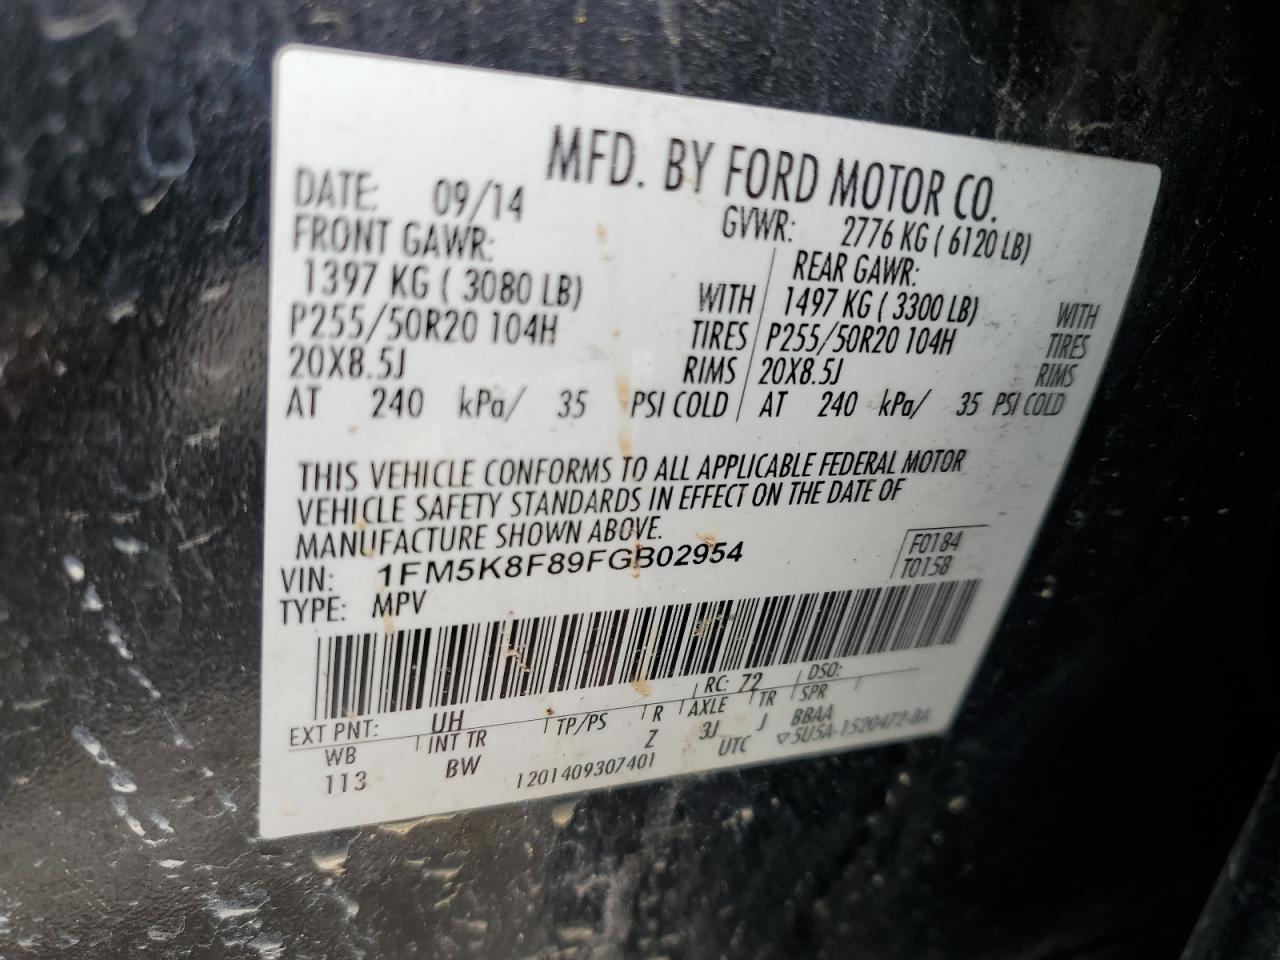 MFD. BY FORD MOTOR CO.
DATE: 09/14 GVWR: 2776 KG ( 6120 LB)
FRONT GAWR: REAR GAWR:
1397 KG ( 3080 LB) WITH 1497 KG ( 3300 LB) WITH
P255/50R20 104H TIRES P255/50R20 104H TIRES
20X8.5J RIMS 20X8.5J RIMS
AT 240 kPa/ 35 PSI COLD AT 240 kPa/ 35 PSI COLD
THIS VEHICLE CONFORMS TO ALL APPLICABLE FEDERAL MOTOR
VEHICLE SAFETY STANDARDS IN EFFECT ON THE DATE OF
MANUFACTURE SHOWN ABOVE.
VIN: 1FM5K8F89FGB02954 F0184
TYPE: MPV T0158
EXT PNT: UH RC: 72 DSO:
WB INT TR TP/PS R AXLE TR SPR
113 BW Z 3J J BBAA
1201409307401 UTC ▽5U5A-1520472-BA